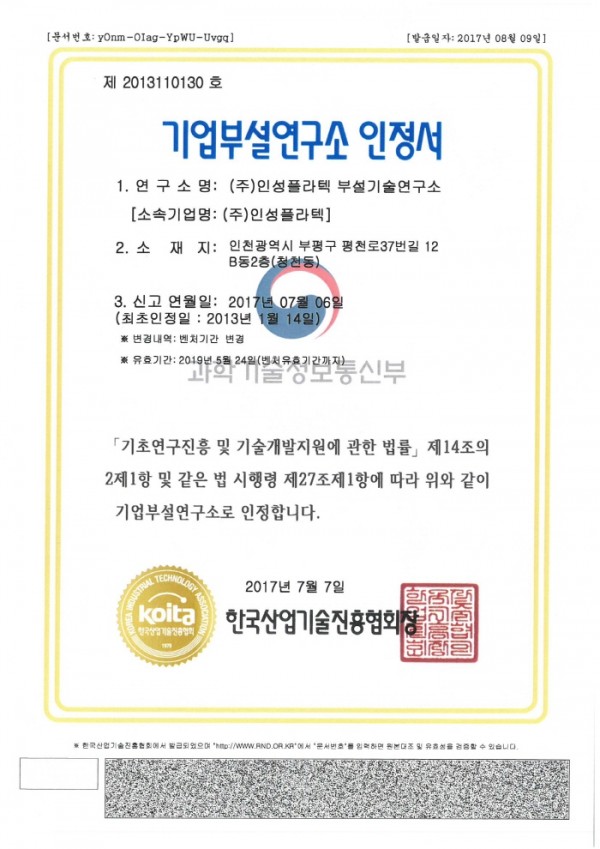 [문서번호: yOnm-OIag-YpWU-Uvgq] [발급일자: 2017년 08월 09일]
제 2013110130 호
기업부설연구소 인정서
1. 연 구 소 명: (주)인성플라텍 부설기술연구소
[소속기업명: (주)인성플라텍]
2. 소 재 지: 인천광역시 부평구 평천로37번길 12
B동2층(청천동)
3. 신고 연월일: 2017년 07월 06일
(최초인정일 : 2013년 1월 14일)
※ 변경내역: 벤처기간 변경
※ 유효기간: 2019년 5월 24일(벤처유효기간까지)
과학기술정보통신부
「기초연구진흥 및 기술개발지원에 관한 법률」 제14조의
2제1항 및 같은 법 시행령 제27조제1항에 따라 위와 같이
기업부설연구소로 인정합니다.
2017년 7월 7일
KOREA INDUSTRIAL TECHNOLOGY ASSOCIATION
koita
한국산업기술진흥협회
1979
한국산업기술진흥협회장
※ 한국산업기술진흥협회에서 발급되었으며 "http://www.RND.OR.KR"에서 "문서번호"를 입력하면 원본대조 및 유효성을 검증할 수 있습니다.